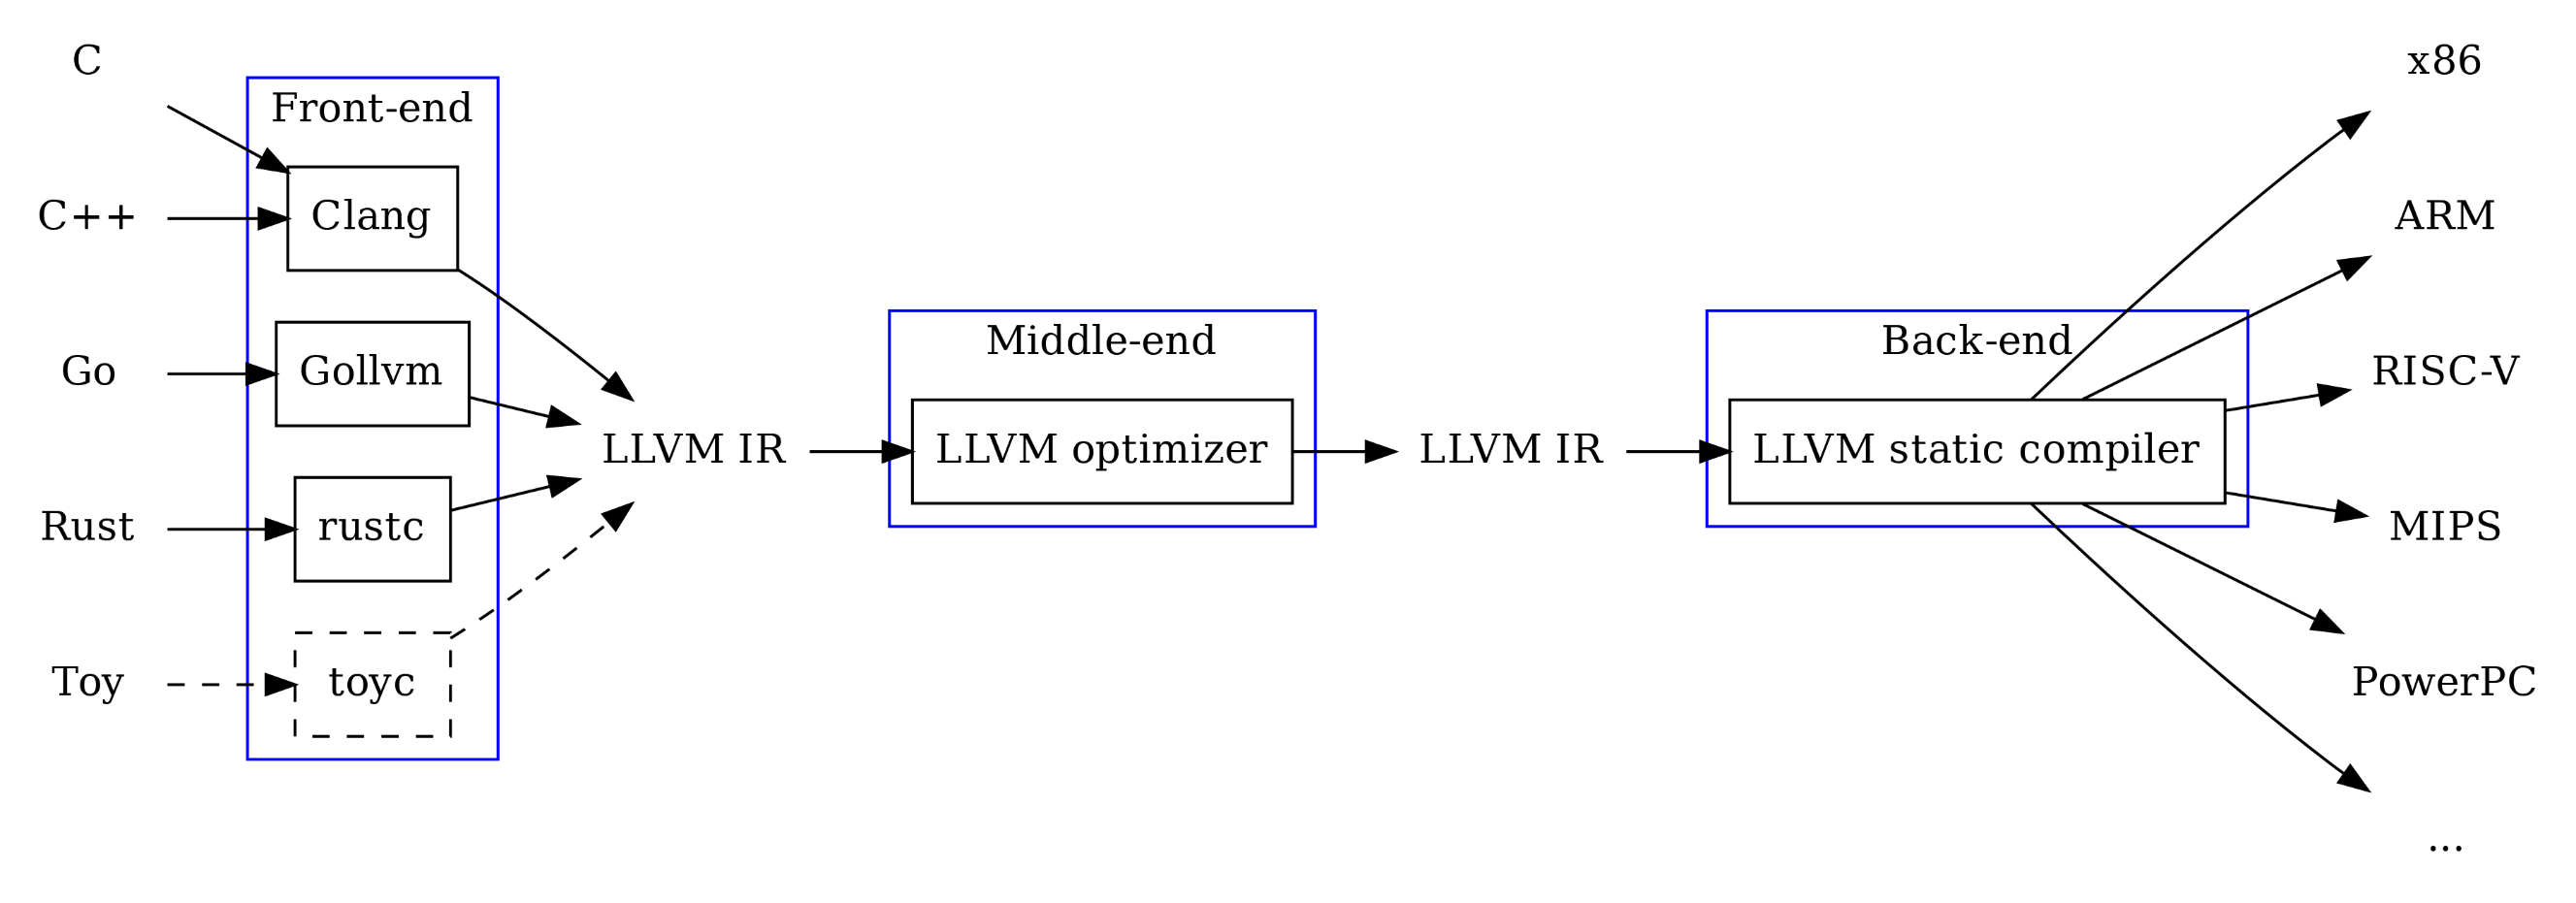 C
C++
Go
Rust
Toy
Front-end
Clang
Gollvm
rustc
toyc
LLVM IR
Middle-end
LLVM optimizer
LLVM IR
Back-end
LLVM static compiler
x86
ARM
RISC-V
MIPS
PowerPC
...